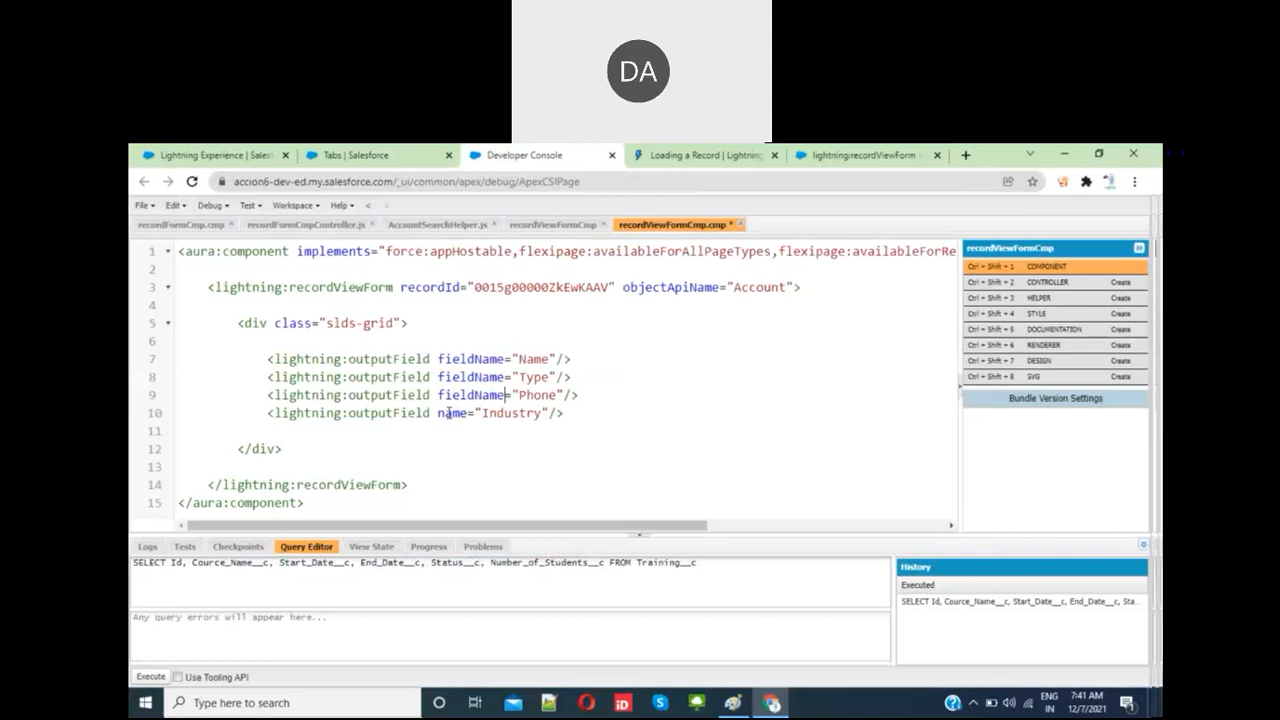 DA
Lightning Experience | Sales
Tabs | Salesforce
Developer Console
Loading a Record | Lightning
lightning:recordViewForm -
accion6-dev-ed.my.salesforce.com/_ui/common/apex/debug/ApexCSIPage
File Edit Debug Test Workspace Help < >
recordFormCmp.cmp
recordFormCmpController.js
AccountSearchHelper.js
recordViewFormCmp
recordViewFormCmp.cmp *
1 <aura:component implements="force:appHostable,flexipage:availableForAllPageTypes,flexipage:availableForRe
2
3 <lightning:recordViewForm recordId="0015g00000ZkEwKAAV" objectApiName="Account">
4
5 <div class="slds-grid">
6
7 <lightning:outputField fieldName="Name"/>
8 <lightning:outputField fieldName="Type"/>
9 <lightning:outputField fieldName="Phone"/>
10 <lightning:outputField name="Industry"/>
11
12 </div>
13
14 </lightning:recordViewForm>
15 </aura:component>
recordViewFormCmp
Ctrl + Shift + 1 COMPONENT
Ctrl + Shift + 2 CONTROLLER Create
Ctrl + Shift + 3 HELPER Create
Ctrl + Shift + 4 STYLE Create
Ctrl + Shift + 5 DOCUMENTATION Create
Ctrl + Shift + 6 RENDERER Create
Ctrl + Shift + 7 DESIGN Create
Ctrl + Shift + 8 SVG Create
Bundle Version Settings
Logs Tests Checkpoints Query Editor View State Progress Problems
SELECT Id, Cource_Name__c, Start_Date__c, End_Date__c, Status__c, Number_of_Students__c FROM Training__c
Any query errors will appear here...
History
Executed
SELECT Id, Cource_Name__c, Start_Date__c, End_Date__c, Sta...
Execute Use Tooling API
Type here to search
ENG
IN
7:41 AM
12/7/2021